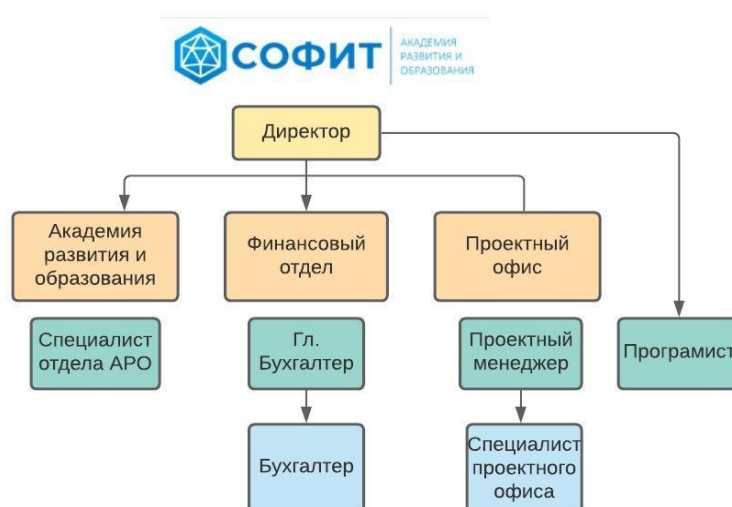 СОФИТ
АКАДЕМИЯ
РАЗВИТИЯ И
ОБРАЗОВАНИЯ
Директор
Академия
развития и
образования
Финансовый
отдел
Проектный
офис
Специалист
отдела АРО
Гл.
Бухгалтер
Проектный
менеджер
Програмист
Бухгалтер
Специалист
проектного
офиса